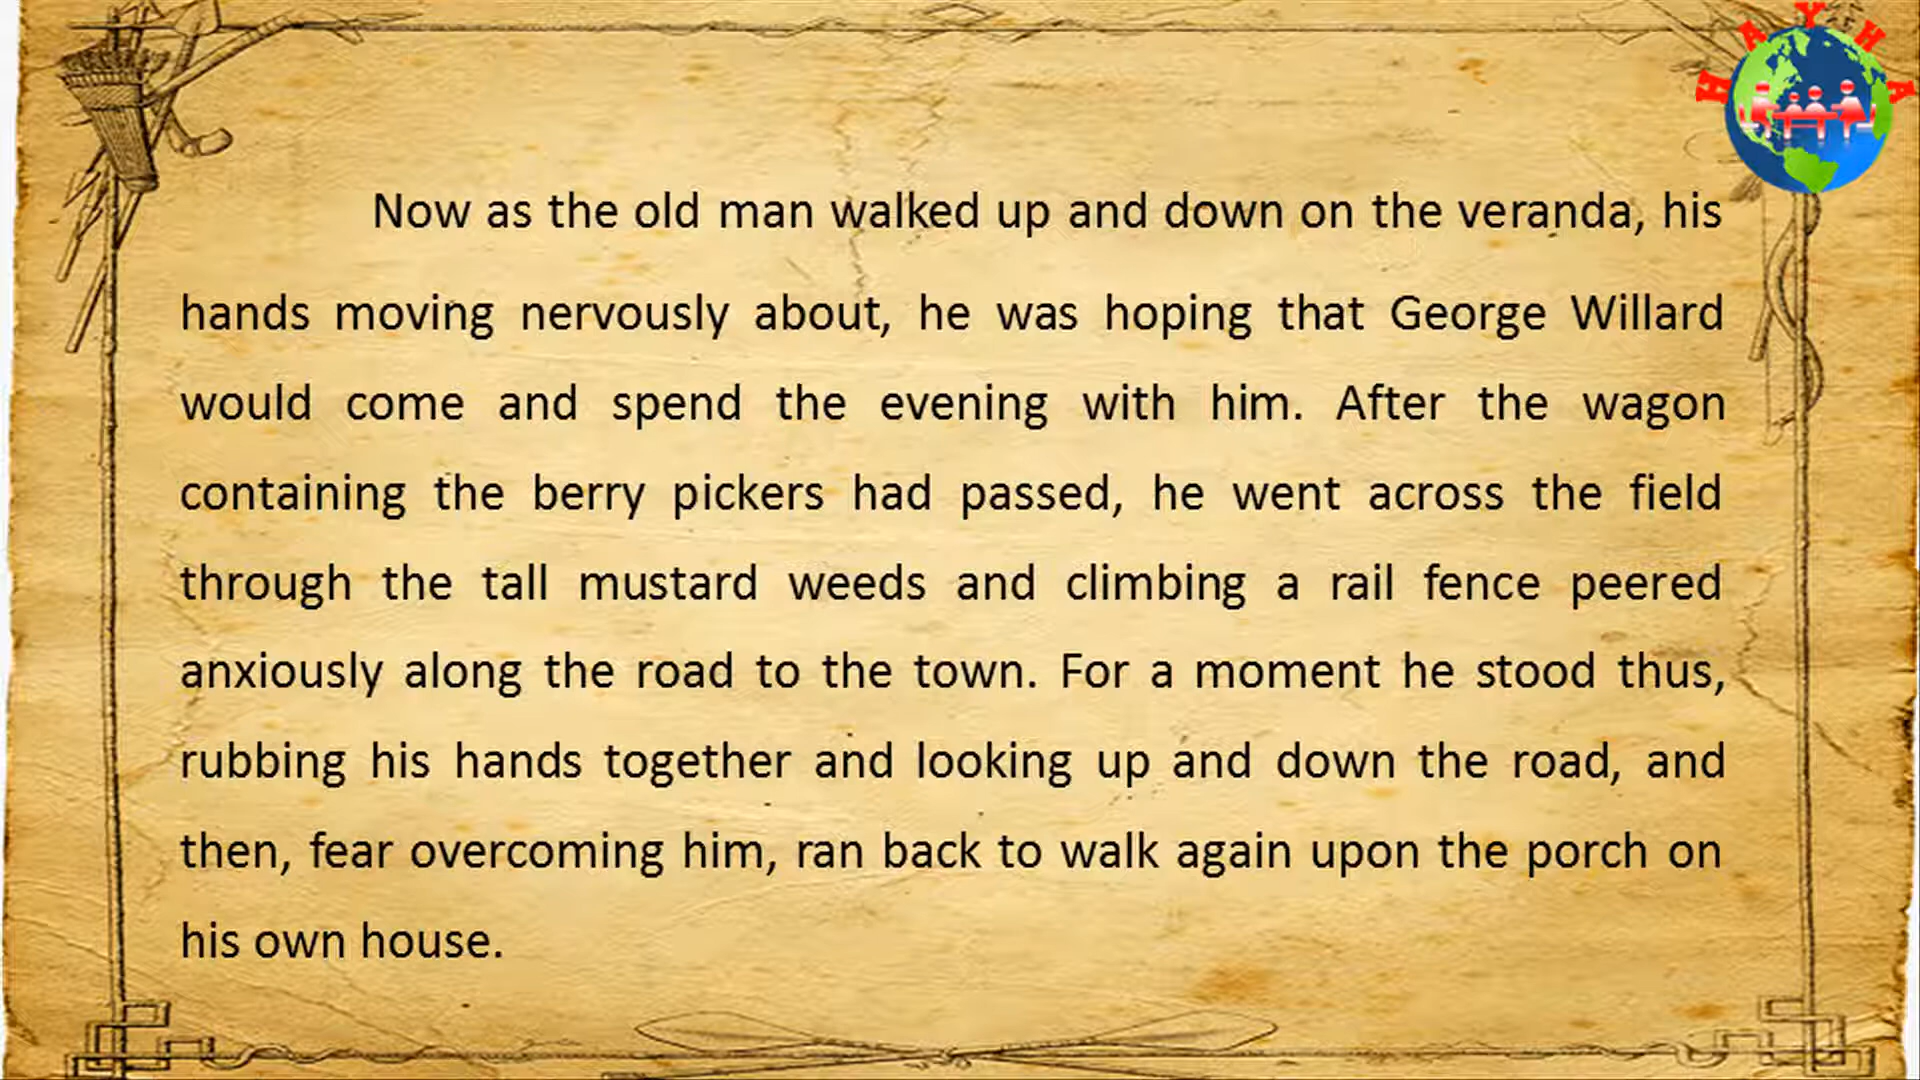 HAYHA
Now as the old man walked up and down on the veranda, his
hands moving nervously about, he was hoping that George Willard
would come and spend the evening with him. After the wagon
containing the berry pickers had passed, he went across the field
through the tall mustard weeds and climbing a rail fence peered
anxiously along the road to the town. For a moment he stood thus,
rubbing his hands together and looking up and down the road, and
then, fear overcoming him, ran back to walk again upon the porch on
his own house.